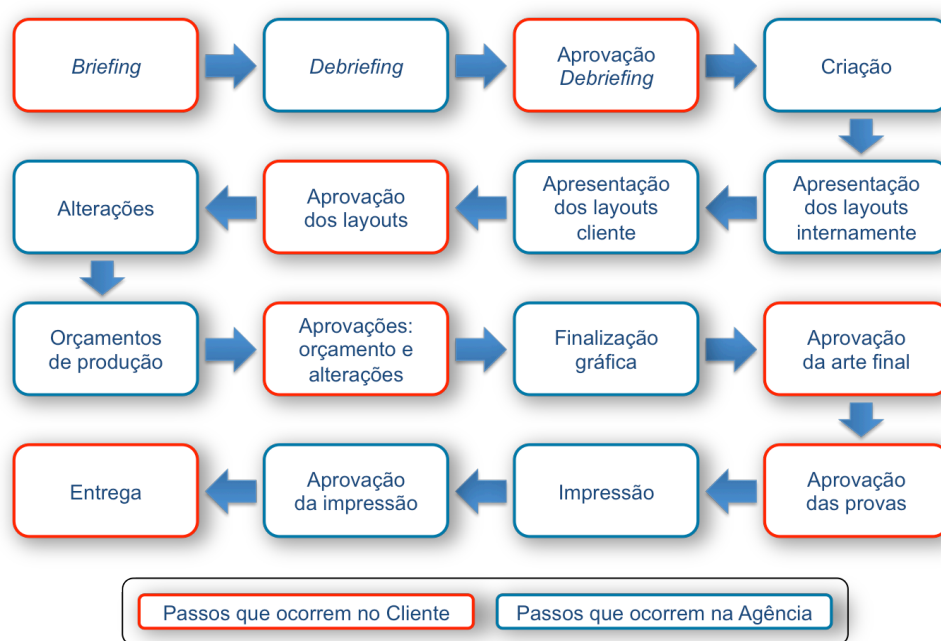 Briefing
Debriefing
Aprovação
Debriefing
Criação
Apresentação
dos layouts
internamente
Apresentação
dos layouts
cliente
Aprovação
dos layouts
Alterações
Orçamentos
de produção
Aprovações:
orçamento e
alterações
Finalização
gráfica
Aprovação
da arte final
Aprovação
das provas
Impressão
Aprovação
da impressão
Entrega
Passos que ocorrem no Cliente
Passos que ocorrem na Agência